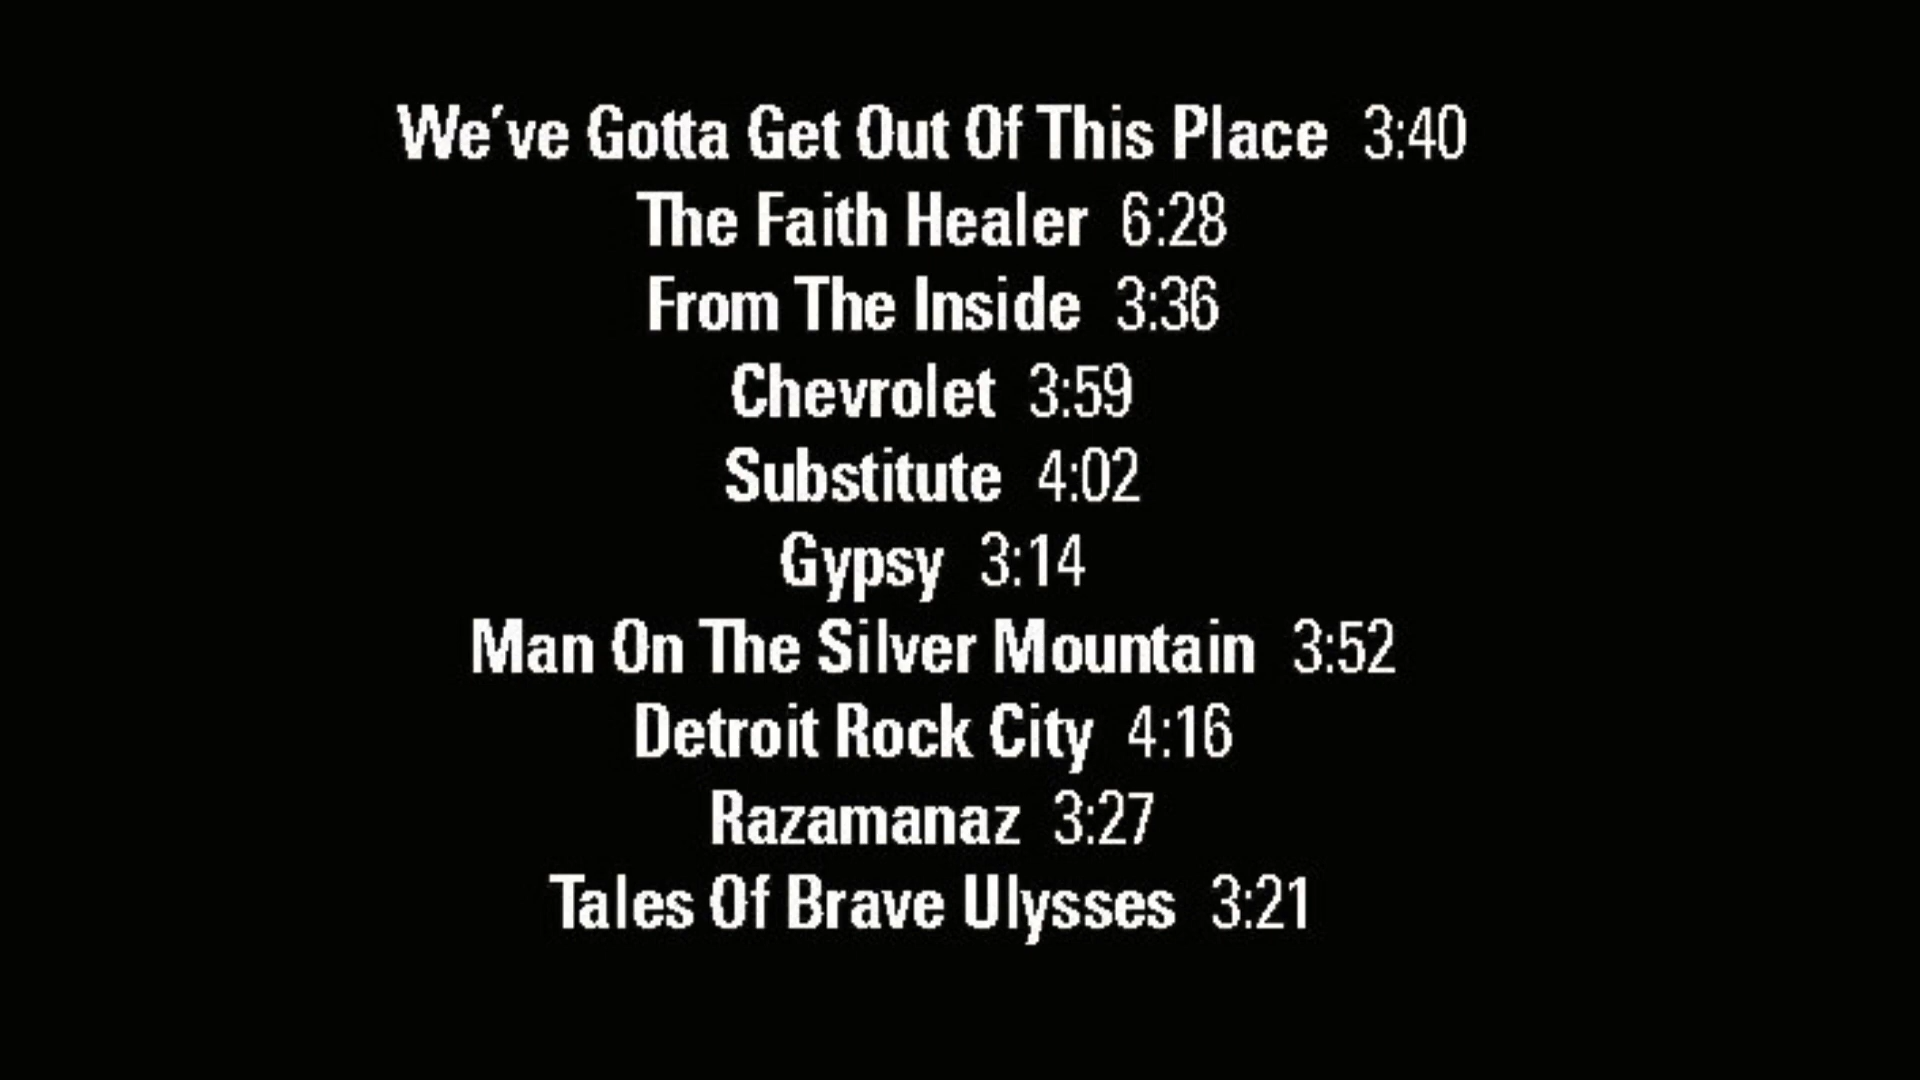 We´ve Gotta Get Out Of This Place 3:40
The Faith Healer 6:28
From The Inside 3:36
Chevrolet 3:59
Substitute 4:02
Gypsy 3:14
Man On The Silver Mountain 3:52
Detroit Rock City 4:16
Razamanaz 3:27
Tales Of Brave Ulysses 3:21